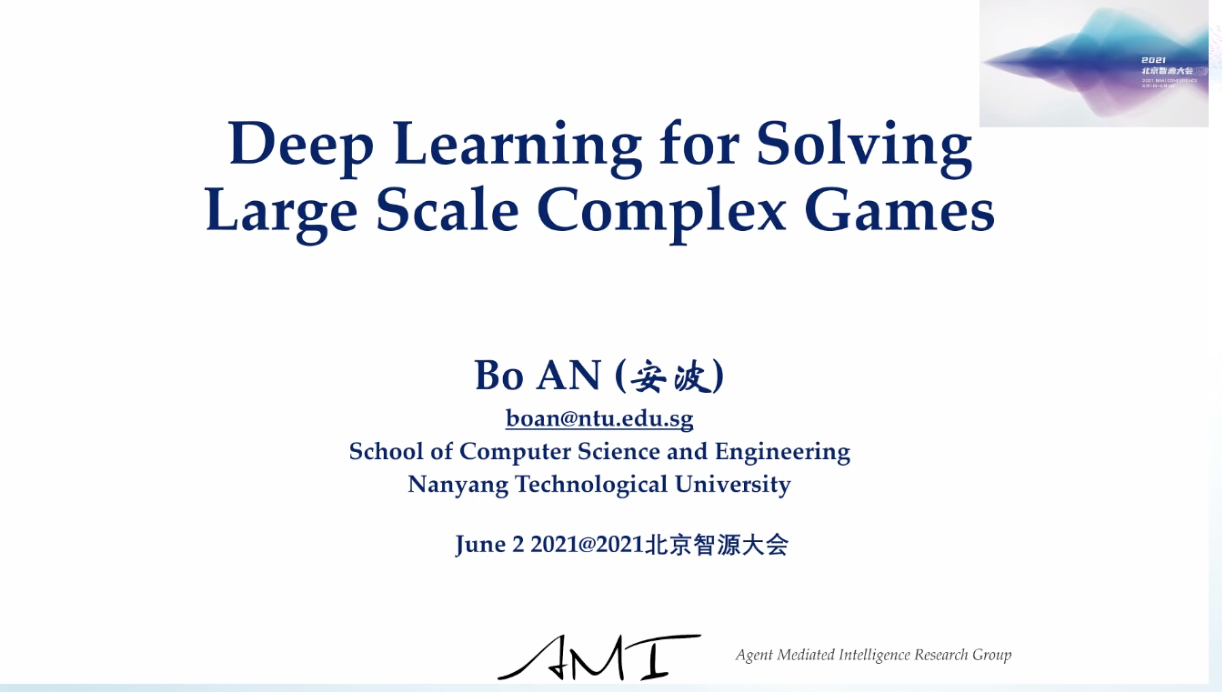 2021
北京智源大会
Deep Learning for Solving
Large Scale Complex Games
Bo AN (安波)
boan@ntu.edu.sg
School of Computer Science and Engineering
Nanyang Technological University
June 2 2021@2021北京智源大会
AMI
Agent Mediated Intelligence Research Group